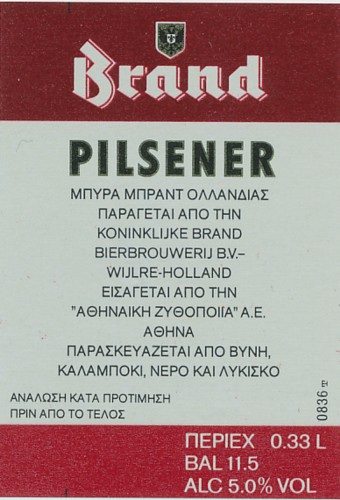 Brand
PILSENER
ΜΠΥΡΑ ΜΠΡΑΝΤ ΟΛΛΑΝΔΙΑΣ
ΠΑΡΑΓΕΤΑΙ ΑΠΟ ΤΗΝ
KONINKLIJKE BRAND
BIERBROUWERIJ B.V.–
WIJLRE-HOLLAND
ΕΙΣΑΓΕΤΑΙ ΑΠΟ ΤΗΝ
"ΑΘΗΝΑΙΚΗ ΖΥΘΟΠΟΙΪΑ" Α.Ε.
ΑΘΗΝΑ
ΠΑΡΑΣΚΕΥΑΖΕΤΑΙ ΑΠΟ ΒΥΝΗ,
ΚΑΛΑΜΠΟΚΙ, ΝΕΡΟ ΚΑΙ ΛΥΚΙΣΚΟ
ΑΝΑΛΩΣΗ ΚΑΤΑ ΠΡΟΤΙΜΗΣΗ
ΠΡΙΝ ΑΠΟ ΤΟ ΤΕΛΟΣ
0836 T
ΠΕΡΙΕΧ 0.33 L
BAL 11.5
ALC 5.0% VOL